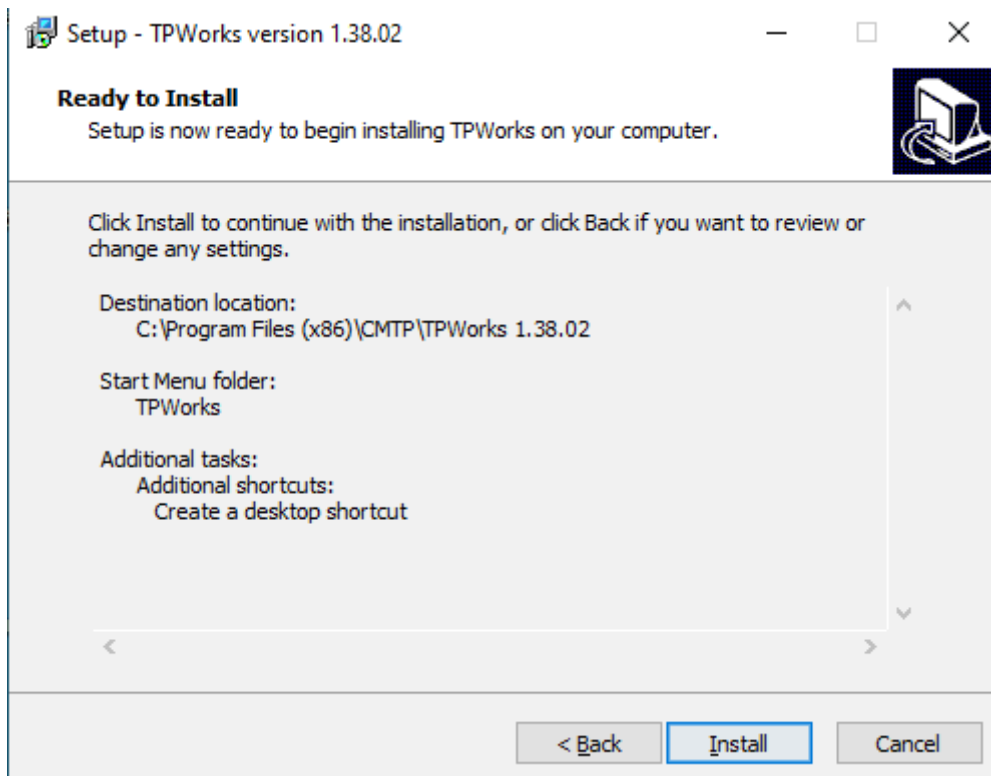 Setup - TPWorks version 1.38.02
Ready to Install
Setup is now ready to begin installing TPWorks on your computer.
Click Install to continue with the installation, or click Back if you want to review or
change any settings.
Destination location:
C:\Program Files (x86)\CMTP\TPWorks 1.38.02
Start Menu folder:
TPWorks
Additional tasks:
Additional shortcuts:
Create a desktop shortcut
< Back
Install
Cancel